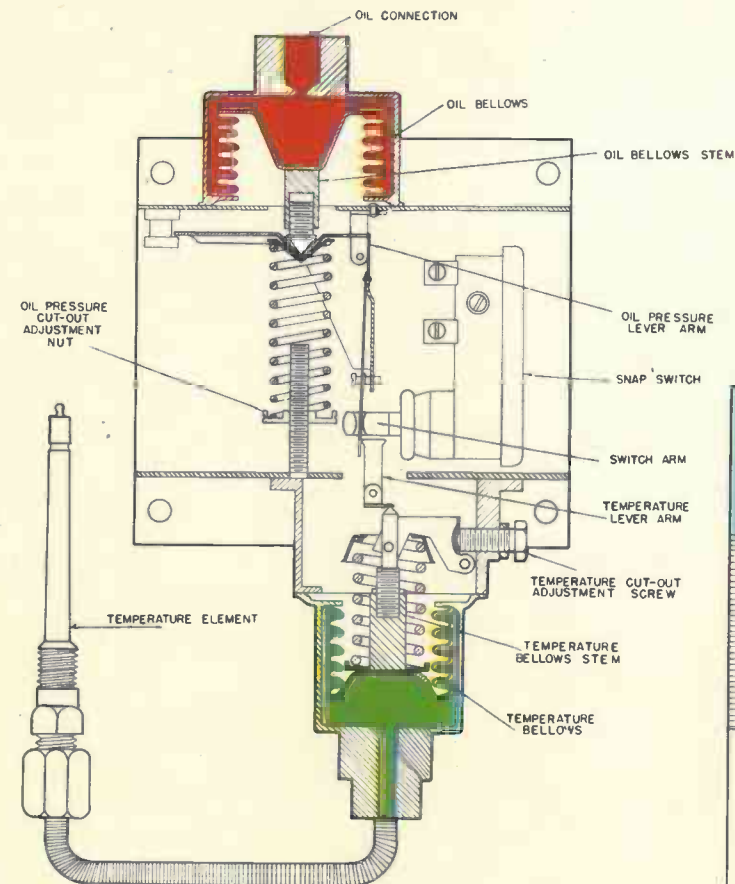 OIL CONNECTION
OIL BELLOWS
OIL BELLOWS STEM
OIL PRESSURE
CUT-OUT
ADJUSTMENT
NUT
OIL PRESSURE
LEVER ARM
SNAP SWITCH
SWITCH ARM
TEMPERATURE
LEVER ARM
TEMPERATURE CUT-OUT
ADJUSTMENT SCREW
TEMPERATURE ELEMENT
TEMPERATURE
BELLOWS STEM
TEMPERATURE
BELLOWS